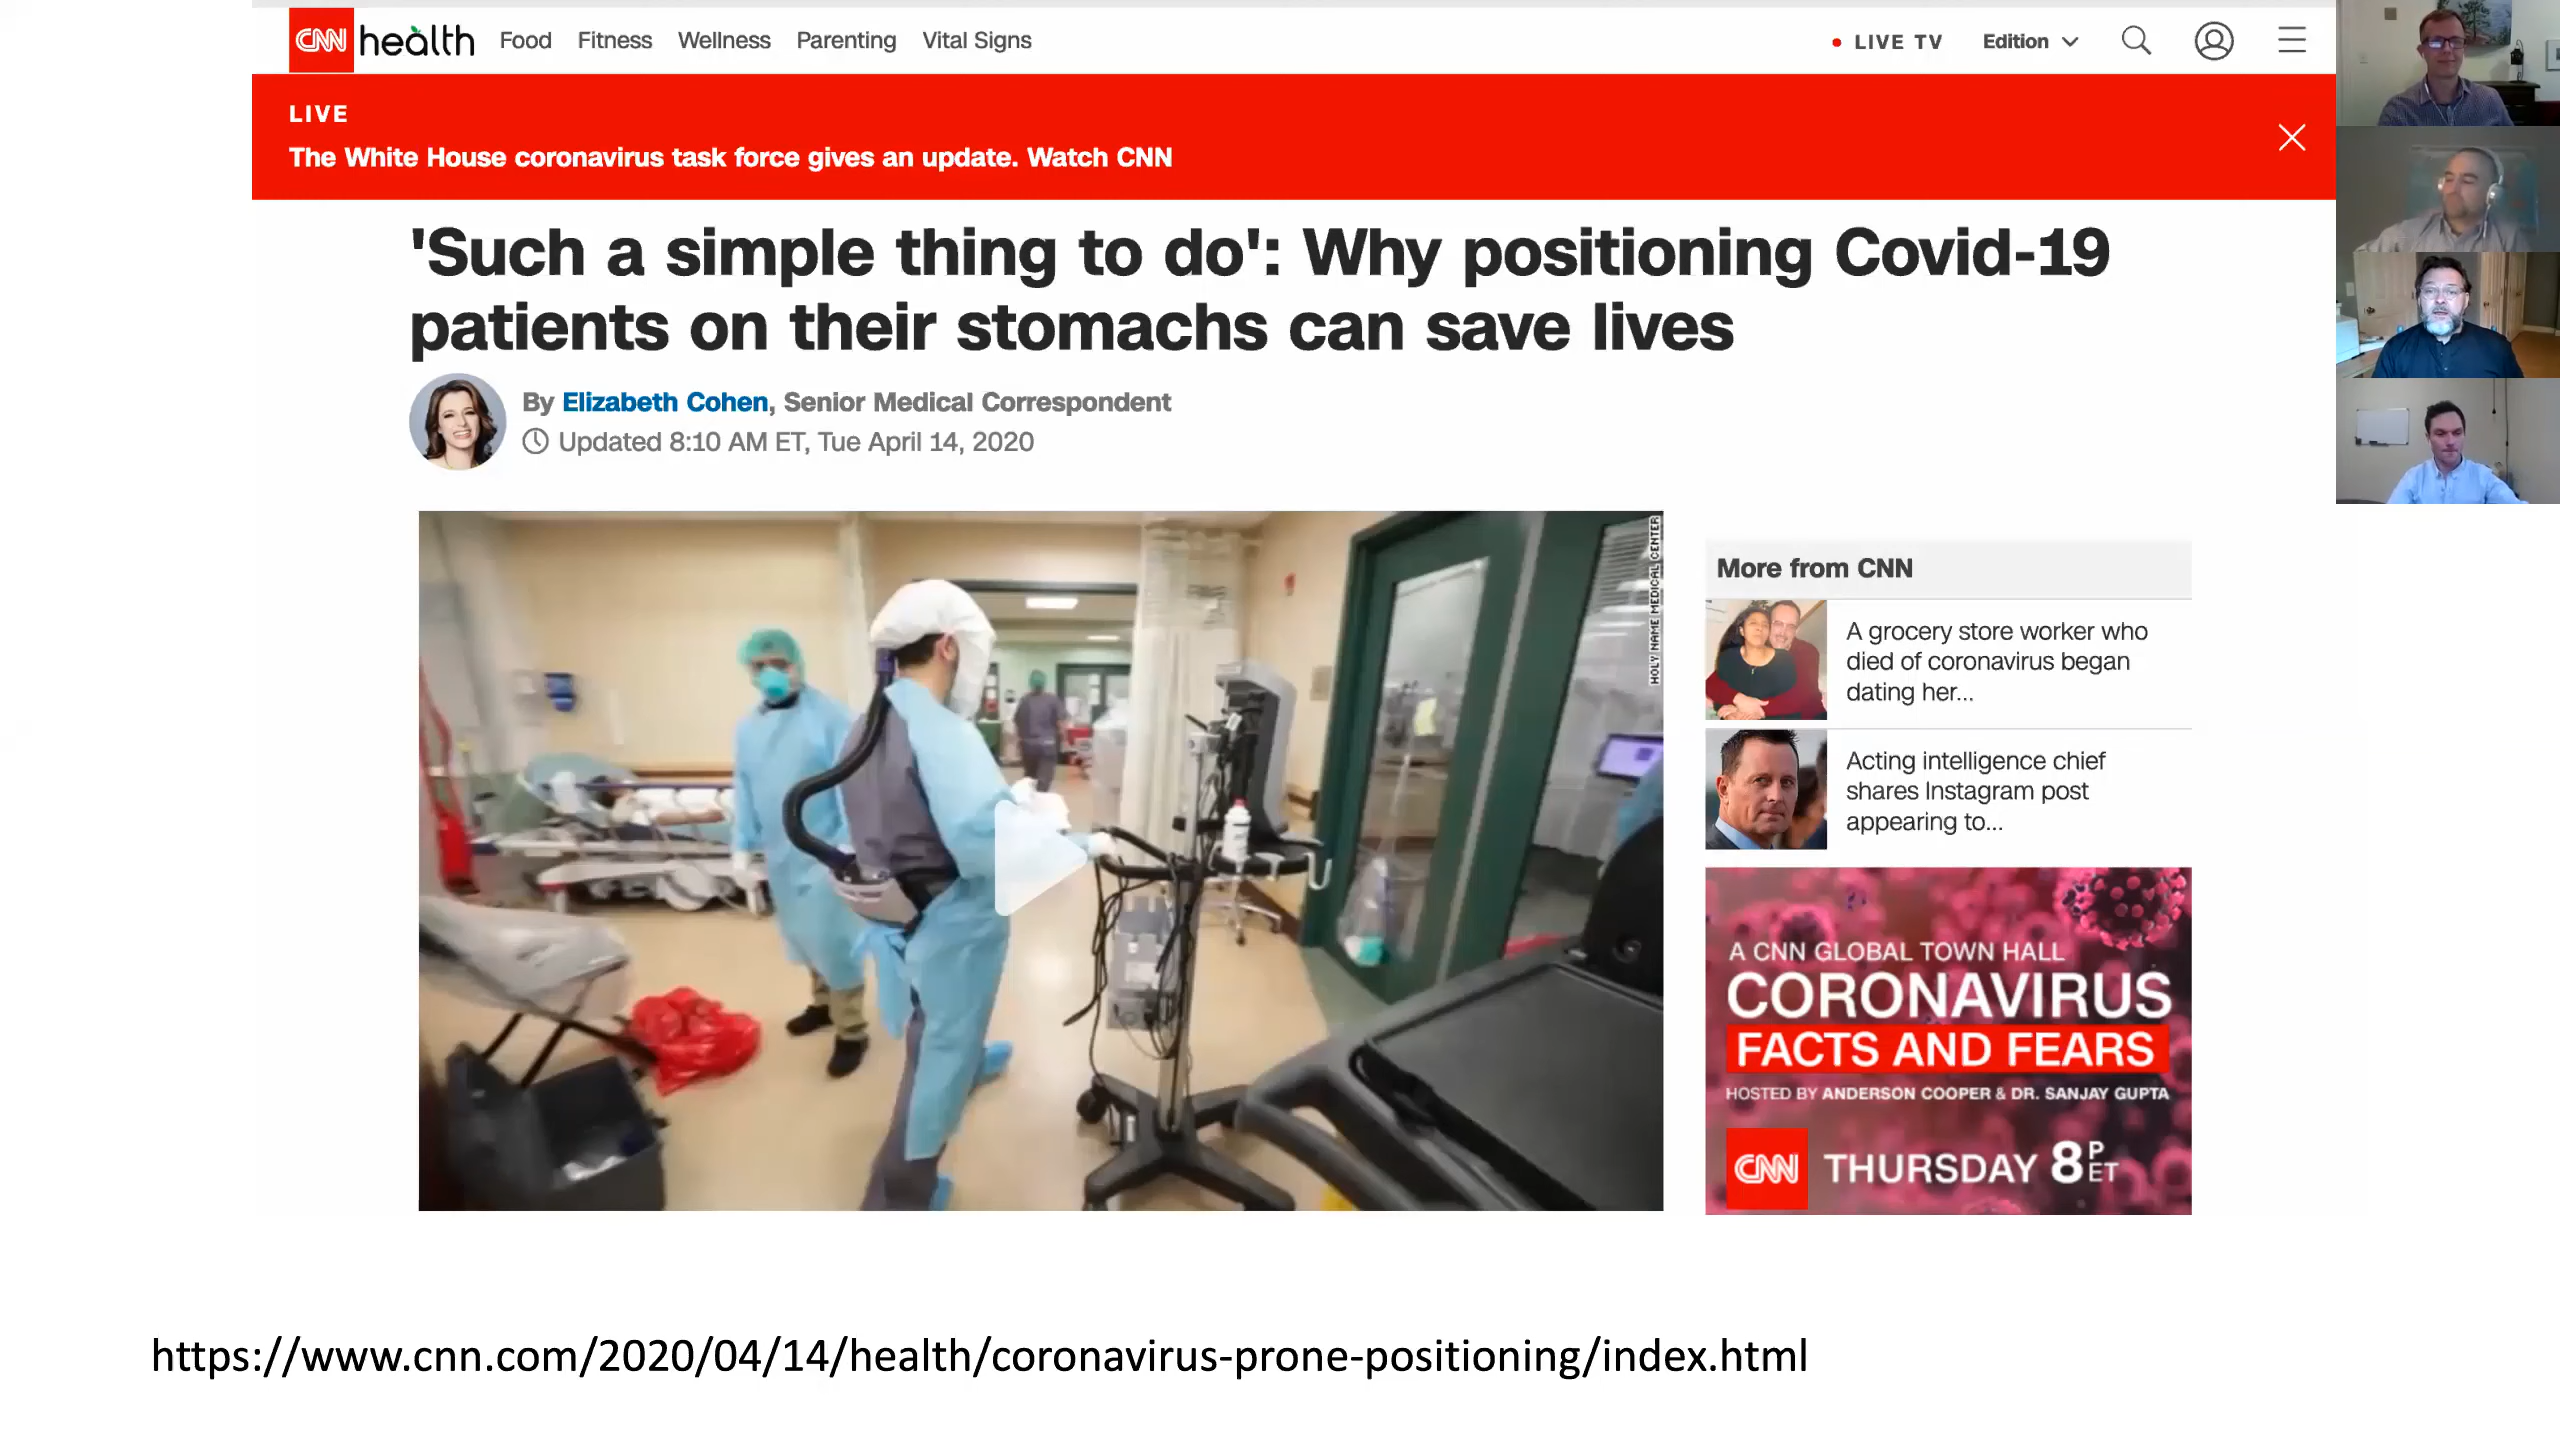 CNN health Food Fitness Wellness Parenting Vital Signs LIVE TV Edition
LIVE
The White House coronavirus task force gives an update. Watch CNN
'Such a simple thing to do': Why positioning Covid-19
patients on their stomachs can save lives
By Elizabeth Cohen, Senior Medical Correspondent
Updated 8:10 AM ET, Tue April 14, 2020
HOLY NAME MEDICAL CENTER
More from CNN
A grocery store worker who
died of coronavirus began
dating her...
Acting intelligence chief
shares Instagram post
appearing to...
A CNN GLOBAL TOWN HALL
CORONAVIRUS
FACTS AND FEARS
HOSTED BY ANDERSON COOPER & DR. SANJAY GUPTA
CNN THURSDAY 8P ET
https://www.cnn.com/2020/04/14/health/coronavirus-prone-positioning/index.html